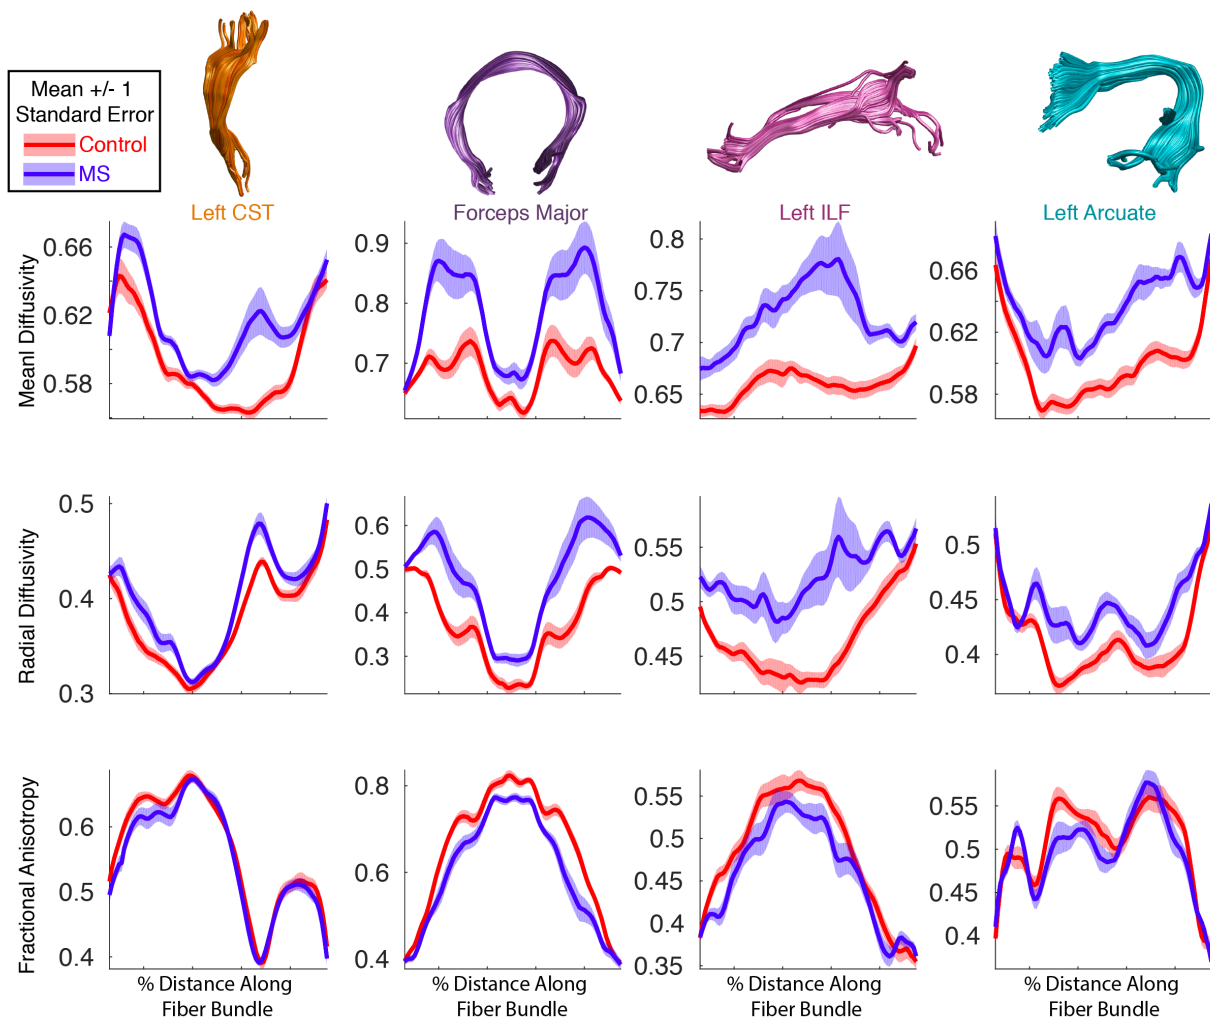 Mean +/- 1
Standard Error
Control
MS
Left CST
Forceps Major
Left ILF
Left Arcuate
Mean Diffusivity
0.66
0.62
0.58
0.9
0.8
0.7
0.8
0.75
0.7
0.65
0.66
0.62
0.58
Radial Diffusivity
0.5
0.4
0.3
0.6
0.5
0.4
0.3
0.55
0.5
0.45
0.5
0.45
0.4
Fractional Anisotropy
0.6
0.5
0.4
0.8
0.6
0.4
0.55
0.5
0.45
0.4
0.35
0.55
0.5
0.45
0.4
% Distance Along
Fiber Bundle
% Distance Along
Fiber Bundle
% Distance Along
Fiber Bundle
% Distance Along
Fiber Bundle